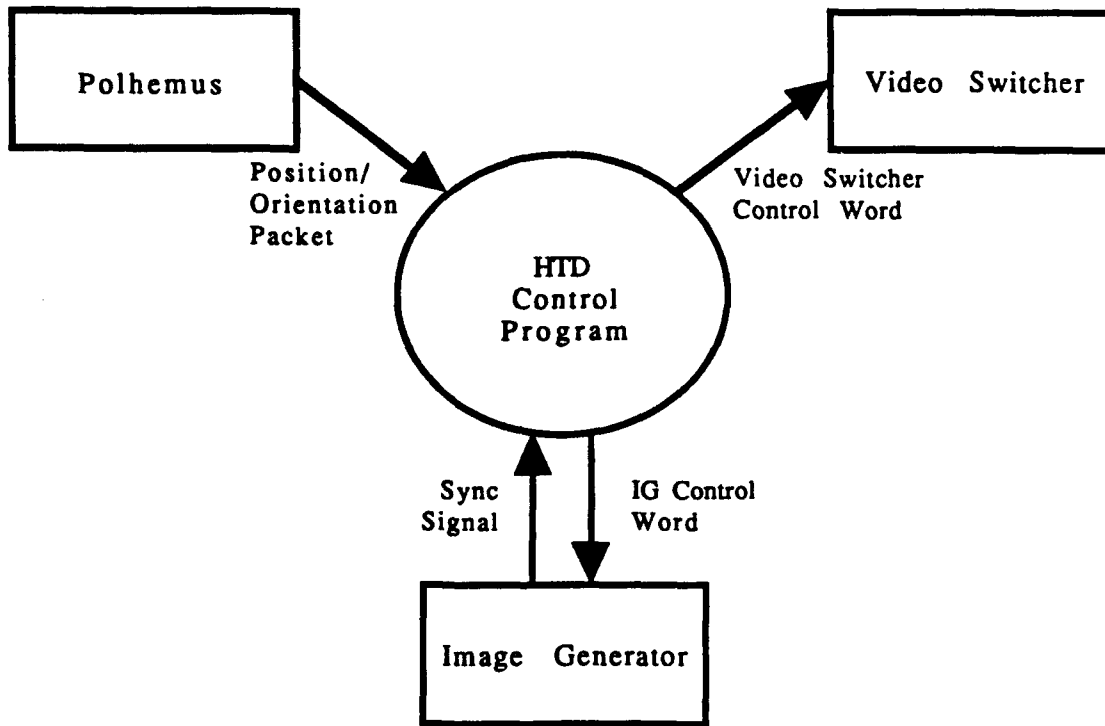 Polhemus
Video Switcher
Position/
Orientation
Packet
Video Switcher
Control Word
HTD
Control
Program
Sync
Signal
IG Control
Word
Image Generator